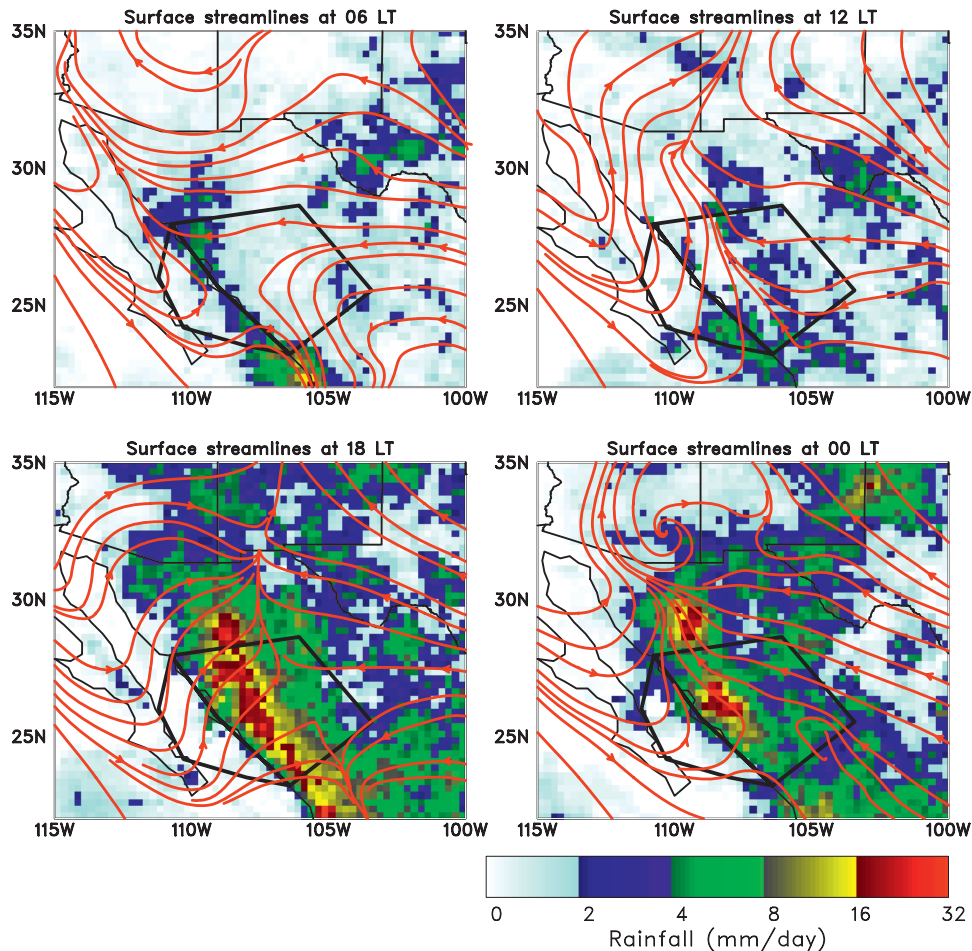 Surface streamlines at 06 LT
Surface streamlines at 12 LT
35N
30N
25N
115W 110W 105W 100W
35N
30N
25N
115W 110W 105W 100W
Surface streamlines at 18 LT
Surface streamlines at 00 LT
35N
30N
25N
115W 110W 105W 100W
35N
30N
25N
115W 110W 105W 100W
0 2 4 8 16 32
Rainfall (mm/day)